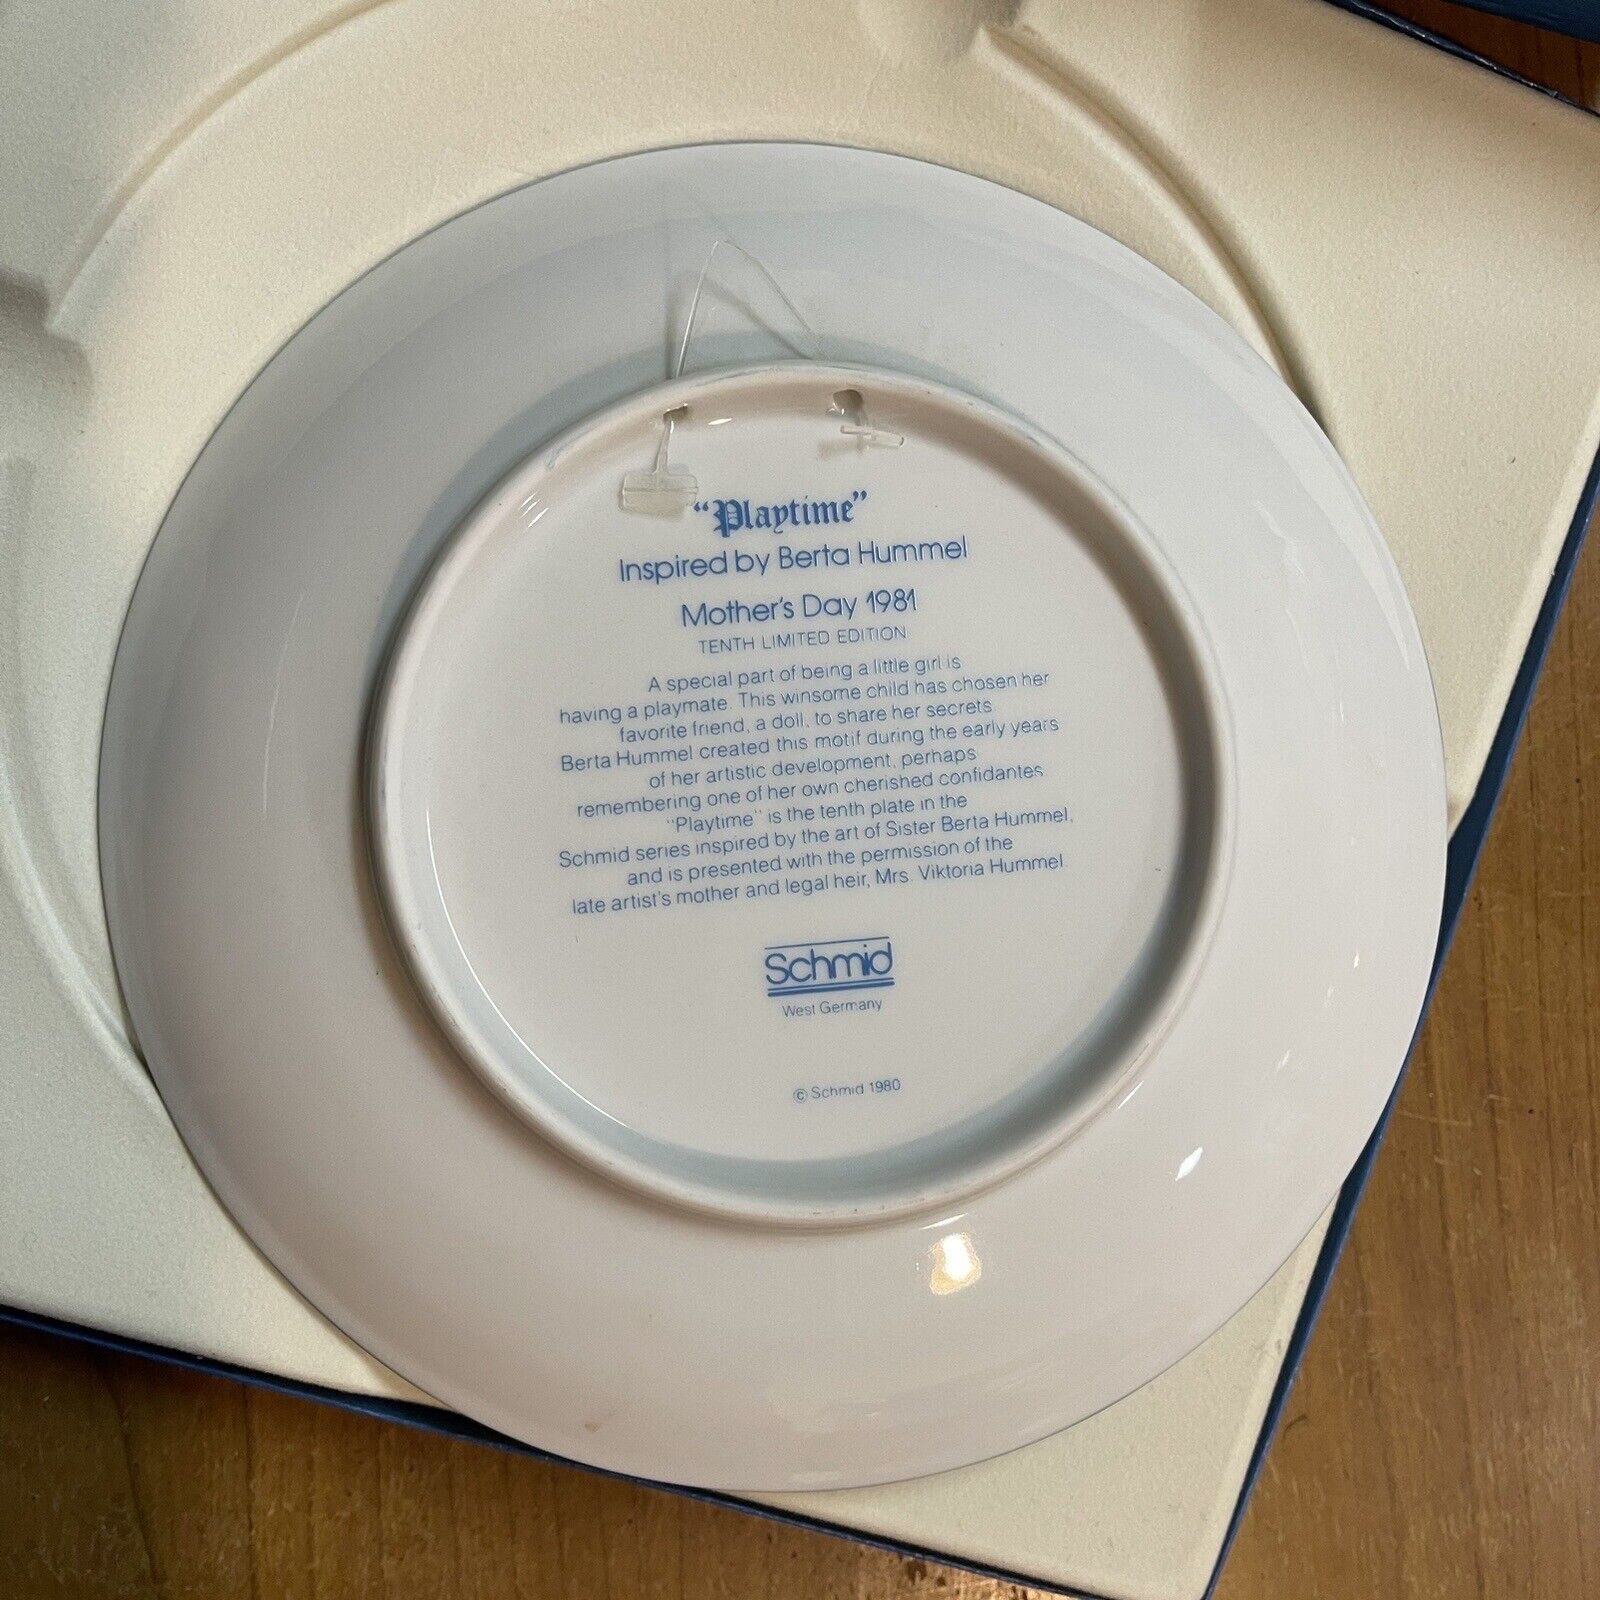 “Playtime”
Inspired by Berta Hummel
Mother's Day 1981
TENTH LIMITED EDITION
A special part of being a little girl is
having a playmate. This winsome child has chosen her
favorite friend, a doll, to share her secrets.
Berta Hummel created this motif during the early years
of her artistic development, perhaps
remembering one of her own cherished confidantes.
"Playtime" is the tenth plate in the
Schmid series inspired by the art of Sister Berta Hummel,
and is presented with the permission of the
late artist's mother and legal heir, Mrs. Viktoria Hummel.
Schmid
West Germany
© Schmid 1980